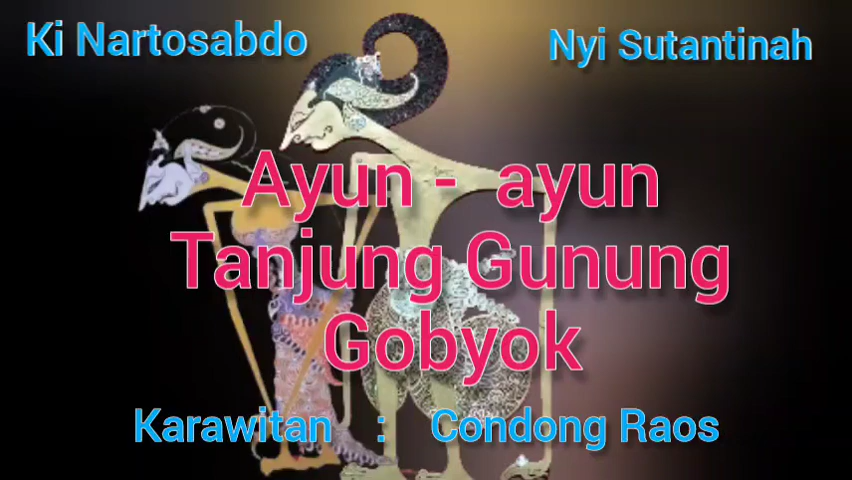 Ki Nartosabdo
Nyi Sutantinah
Ayun - ayun
Tanjung Gunung
Gobyok
Karawitan : Condong Raos